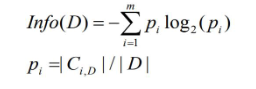 Info(D) = -∑_{i=1}^{m} p_i log_2(p_i)
p_i =| C_{i,D} | / | D |